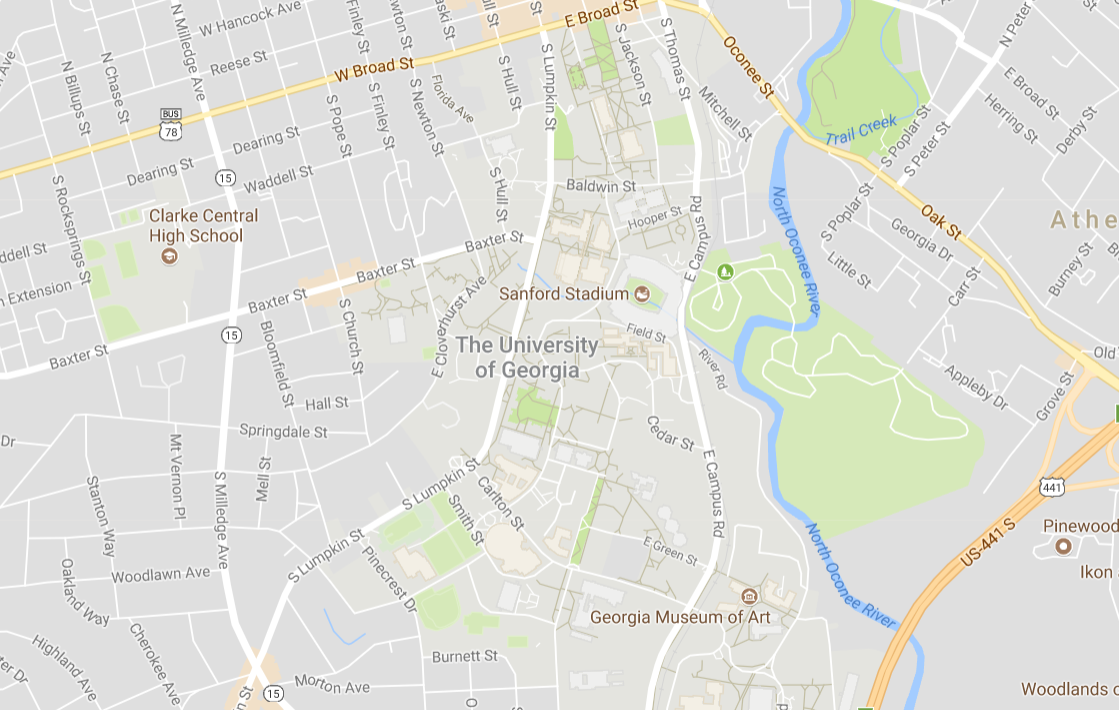 W Hancock Ave
N Milledge Ave
Finley St
Newton St
E Broad St
S Thomas St
Oconee St
N Peter
Reese St
N Chase St
N Billups St
W Broad St
S Hull St
S Lumpkin St
S Jackson St
E Broad St
Herring St
Derby St
BUS
78
S Pope St
S Finley St
S Newton St
Florida Ave
Mitchell St
Trail Creek
S Poplar St
S Peter St
Dearing St
Dearing St
15
Waddell St
S Hull St
Baldwin St
Hooper St
S Rocksprings St
Clarke Central
High School
Baxter St
E Campus Rd
North Oconee River
S Poplar St
Georgia Dr
Oak St
Athe
ddell St
n Extension
Baxter St
Baxter St
Sanford Stadium
Little St
Carr St
Burney St
15
Bloomfield St
S Church St
E Cloverhurst Ave
The University
of Georgia
Field St
River Rd
Baxter St
Old
Appleby Dr
Grove St
Hall St
Springdale St
Cedar St
Dr
Mt Vernon Pl
Mell St
S Milledge Ave
S Lumpkin St
Carlton St
Smith St
E Campus Rd
441
US-441 S
Stanton Way
Pinewood
Ikon
S Lumpkin St
Pinecrest Dr
E Green St
North Oconee River
Woodlawn Ave
Oakland Way
Georgia Museum of Art
Cherokee Ave
Highland Ave
ter Dr
Burnett St
Morton Ave
15
n St
Woodlands o